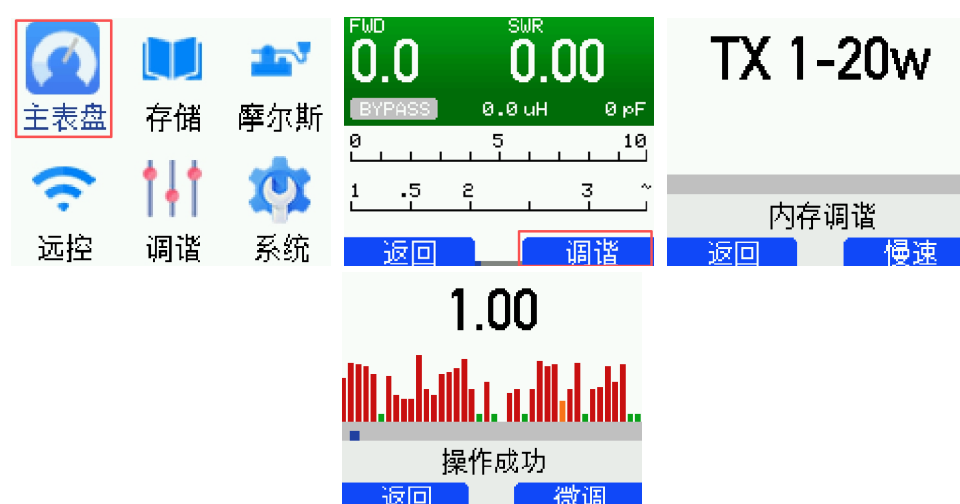 主表盘
存储
摩尔斯
远控
调谐
系统
FWD
SWR
0.0
0.00
BYPASS
0.0 uH
0 pF
0 5 10
1 .5 2 3 ~
返回
调谐
TX 1-20w
内存调谐
返回
慢速
1.00
操作成功
返回
微调